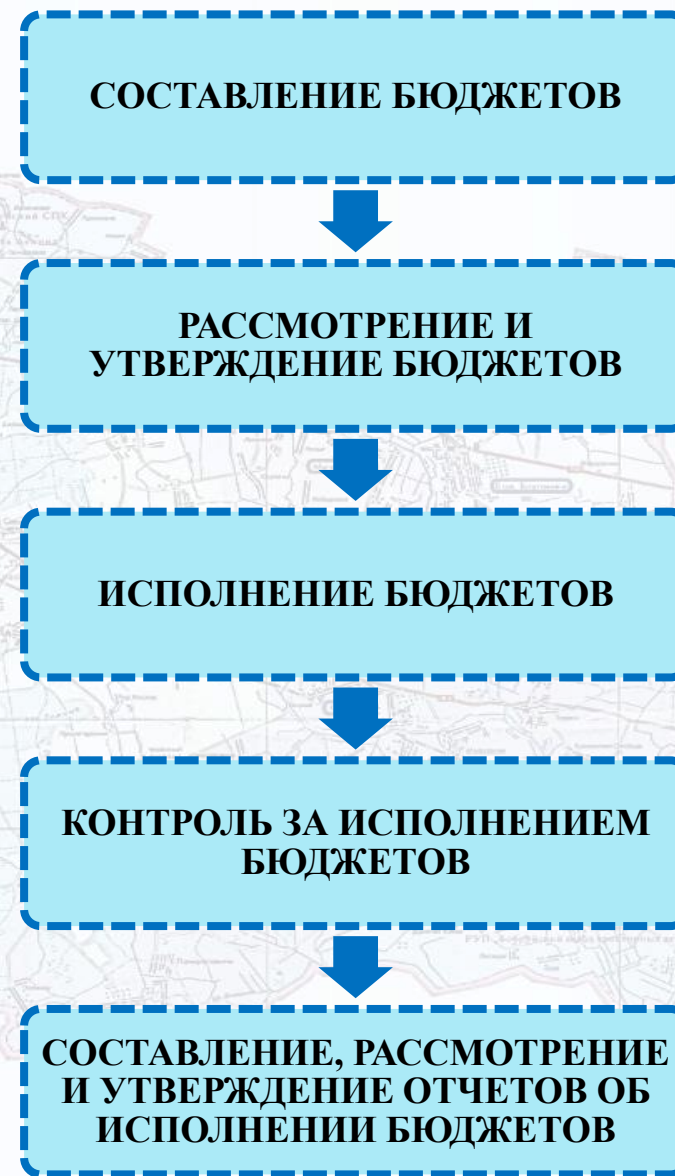 СОСТАВЛЕНИЕ БЮДЖЕТОВ
РАССМОТРЕНИЕ И
УТВЕРЖДЕНИЕ БЮДЖЕТОВ
ИСПОЛНЕНИЕ БЮДЖЕТОВ
КОНТРОЛЬ ЗА ИСПОЛНЕНИЕМ
БЮДЖЕТОВ
СОСТАВЛЕНИЕ, РАССМОТРЕНИЕ
И УТВЕРЖДЕНИЕ ОТЧЕТОВ ОБ
ИСПОЛНЕНИИ БЮДЖЕТОВ